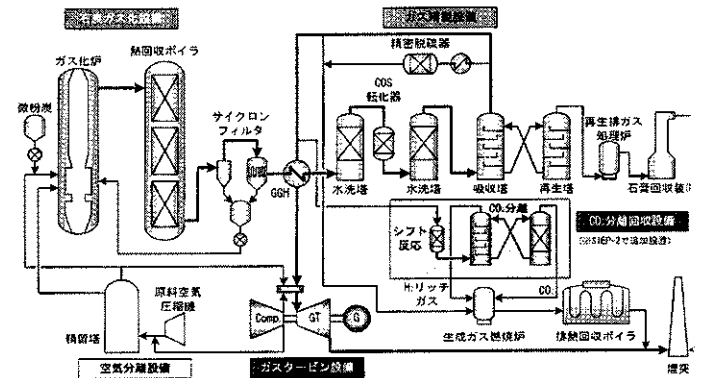 石炭ガス化設備
ガス精製設備
ガス化炉
熱回収ボイラ
精密脱硫器
微粉炭
COS
転化器
サイクロン
フィルタ
再生排ガス
処理炉
GGH
水洗塔
水洗塔
吸収塔
再生塔
石膏回収装
CO₂分離
シフト
反応
CO₂分離回収設備
H₂リッチ
ガス
CO₂
原料空気
圧縮機
Comp.
GT
G
精留塔
生成ガス燃焼炉
排熱回収ボイラ
煙突
空気分離設備
ガスタービン設備